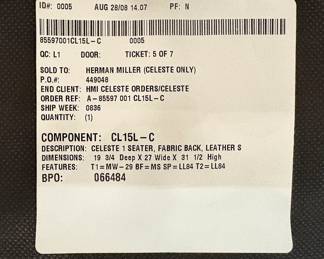 ID#: 0005 AUG 28/08 14.07 PF: N
85597001CL15L-C 0005
QC: L1 DOOR: TICKET: 5 OF 7
SOLD TO: HERMAN MILLER (CELESTE ONLY)
P.O.#: 449048
END CLIENT: HMI CELESTE ORDERS/CELESTE
ORDER REF: A-85597 001 CL15L-C
SHIP WEEK: 0836
QUANTITY: (1)
COMPONENT: CL15L-C
DESCRIPTION: CELESTE 1 SEATER, FABRIC BACK, LEATHER S
DIMENSIONS: 19 3/4 Deep X 27 Wide X 31 1/2 High
FEATURES: T1=MW-29 BF=MS SP=LL84 T2=LL84
BPO: 066484